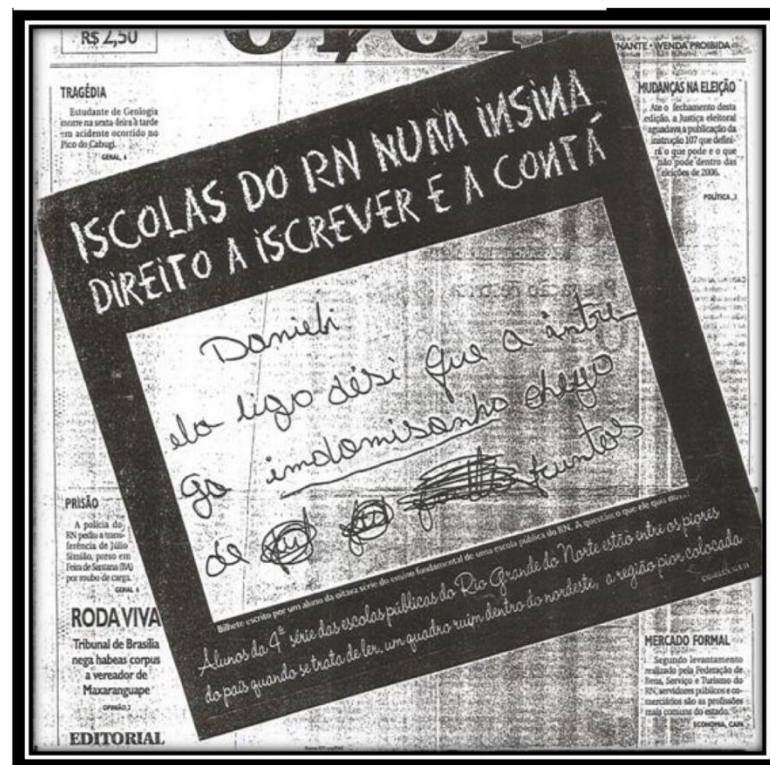 R$ 2,50
NANTE • VENDA PROIBIDA
TRAGÉDIA
Estudante de Geologia
morre na sexta-feira à tarde
em acidente ocorrido no
Pico do Cabugi.
GERAL, 4
MUDANÇAS NA ELEIÇÃO
Até o fechamento desta
edição, a Justiça eleitoral
aguardava a publicação da
instrução 107 que defini-
rá o que pode e o que
não pode dentro das
eleições de 2006.
POLÍTICA, 3
ISCOLAS DO RN NUM INSINA
DIREITO A ISCREVER E A CONTÁ
Danieli
ela ligo dési que a intre
ga indamisanho chego
de
Bilhete escrito por um aluno da oitava série do ensino fundamental de uma escola pública do RN. A questão é o que ele quis
Alunos da 4ª série das escolas públicas do Rio Grande do Norte estão entre os piores
do país quando se trata de ler, um quadro ruim dentro do nordeste, a região pior colocada
PRISÃO
A polícia do
RN pediu a trans-
ferência de Júlio
Simião, preso em
Feira de Santana (BA)
por roubo de carga.
GERAL 6
RODA VIVA
Tribunal de Brasília
nega habeas corpus
a vereador de
Maxaranguape
OPINIÃO 2
EDITORIAL
MERCADO FORMAL
Segundo levantamento
realizado pela Federação de
Bens, Serviço e Turismo do
RN, servidores públicos e co-
merciários são as profissões
mais comuns do estado.
ECONOMIA, CAPA